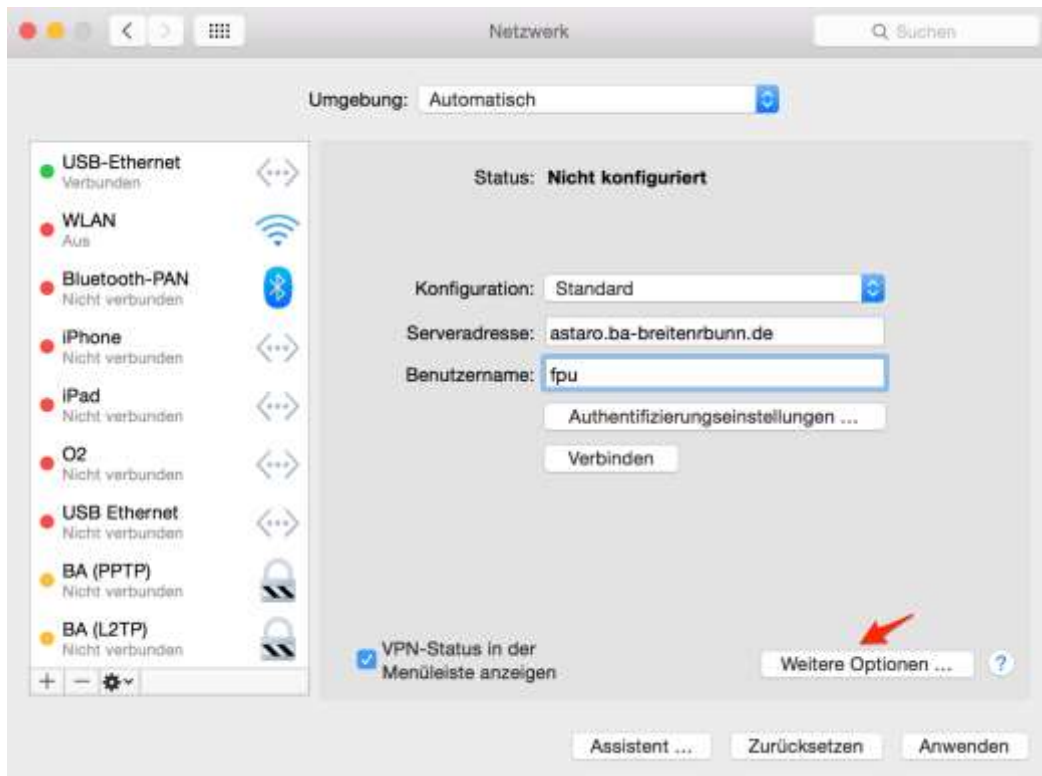 Netzwerk
Suchen
Umgebung: Automatisch
USB-Ethernet
Verbunden
WLAN
Aus
Bluetooth-PAN
Nicht verbunden
iPhone
Nicht verbunden
iPad
Nicht verbunden
O2
Nicht verbunden
USB Ethernet
Nicht verbunden
BA (PPTP)
Nicht verbunden
BA (L2TP)
Nicht verbunden
Status: Nicht konfiguriert
Konfiguration: Standard
Serveradresse: astaro.ba-breitenrbunn.de
Benutzername: fpu
Authentifizierungseinstellungen ...
Verbinden
VPN-Status in der
Menüleiste anzeigen
Weitere Optionen ...
?
Assistent ...
Zurücksetzen
Anwenden